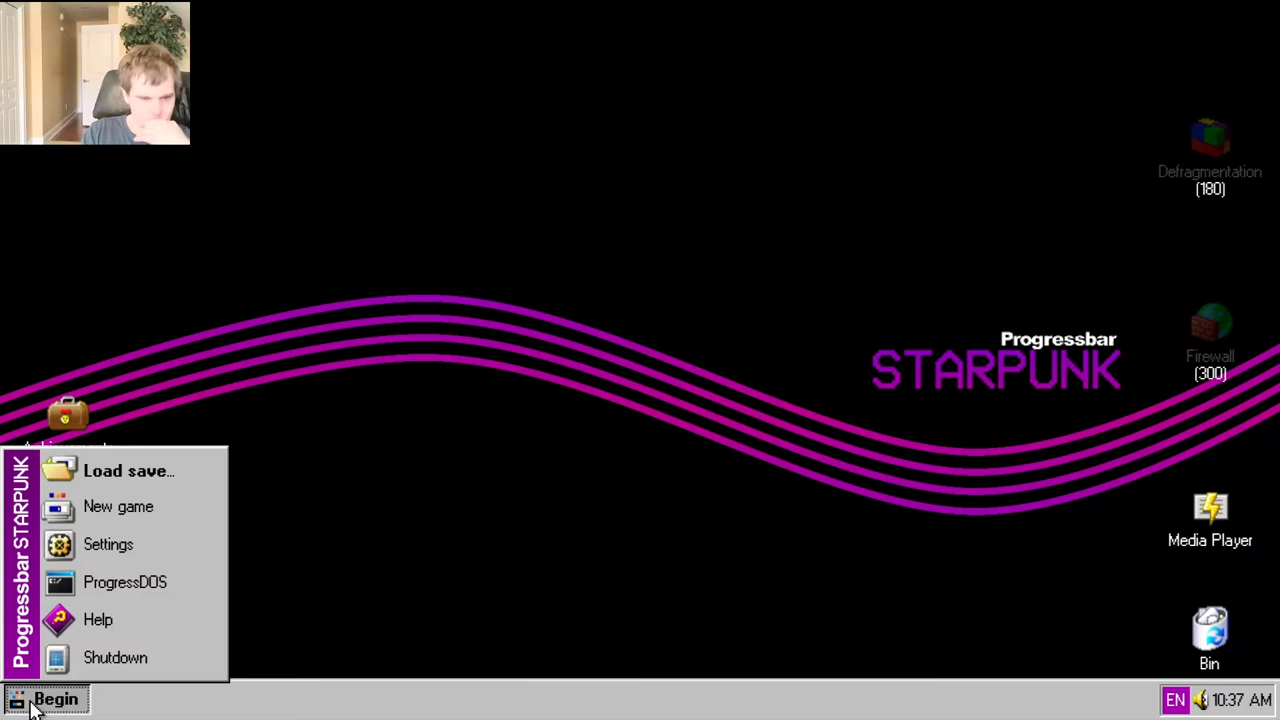 Defragmentation
(180)
Progressbar
STARPUNK
Firewall
(300)
Progressbar STARPUNK
Load save...
New game
Settings
ProgressDOS
Help
Shutdown
Media Player
Bin
Begin
EN
10:37 AM